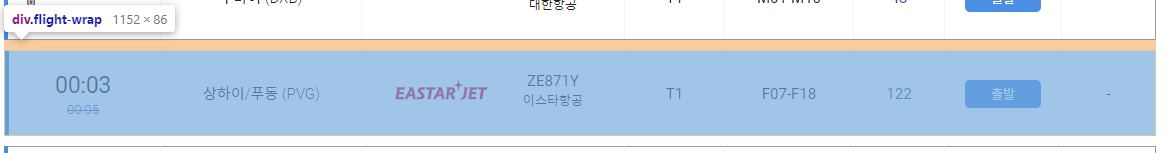 div.flight-wrap 1152 × 86
대한항공
00:03
00:05
상하이/푸동 (PVG)
EASTAR JET
ZE871Y
이스타항공
T1
F07-F18
122
출발
-